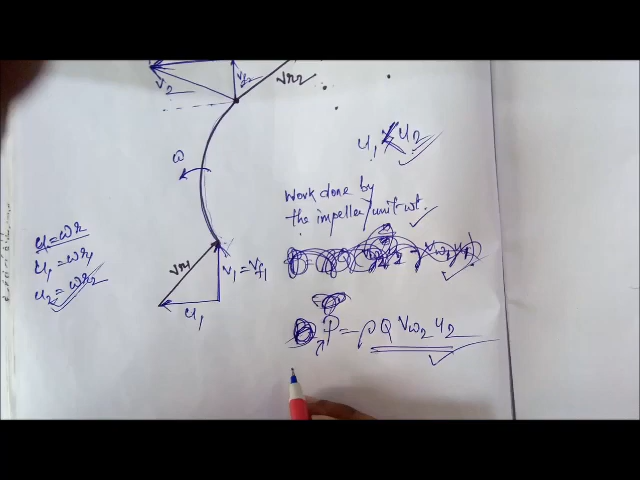 V2
Vf2
Vr2
u1 < u2
ω
Work done by
the impeller/unit wt.
u = ωr
u1 = ωr1
u2 = ωr2
Vr1
V1 = Vf1
u1
P = ρQ Vw2 u2